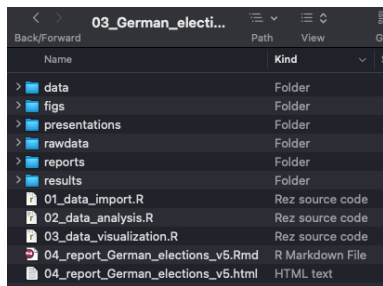 03_German_electi...
Back/Forward Path View
Name Kind
data Folder
figs Folder
presentations Folder
rawdata Folder
reports Folder
results Folder
01_data_import.R Rez source code
02_data_analysis.R Rez source code
03_data_visualization.R Rez source code
04_report_German_elections_v5.Rmd R Markdown File
04_report_German_elections_v5.html HTML text